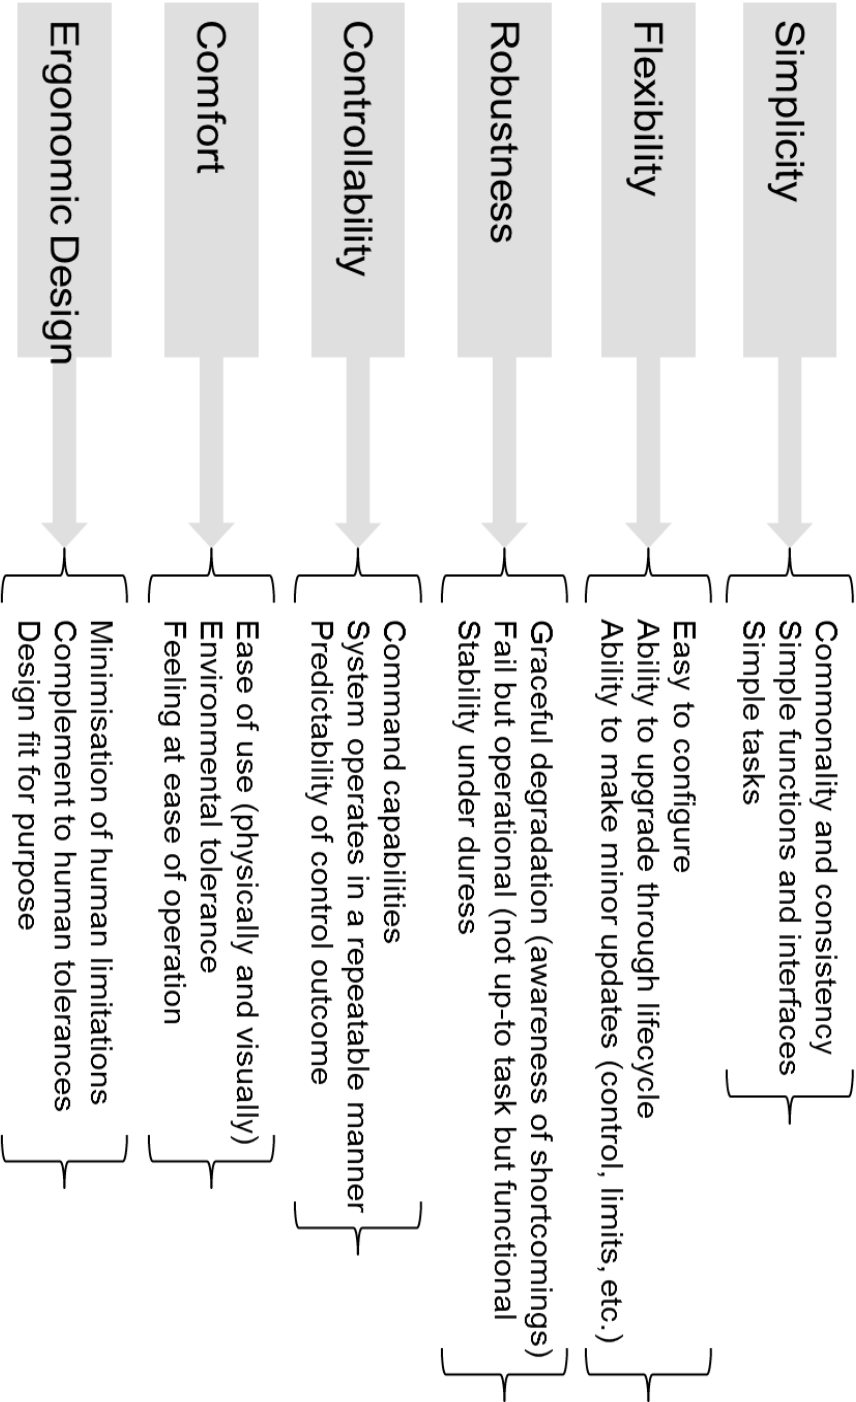 Simplicity
Commonality and consistency
Simple functions and interfaces
Simple tasks
Flexibility
Easy to configure
Ability to upgrade through lifecycle
Ability to make minor updates (control, limits, etc.)
Robustness
Graceful degradation (awareness of shortcomings)
Fail but operational (not up-to task but functional
Stability under duress
Controllability
Command capabilities
System operates in a repeatable manner
Predictability of control outcome
Comfort
Ease of use (physically and visually)
Environmental tolerance
Feeling at ease of operation
Ergonomic Design
Minimisation of human limitations
Complement to human tolerances
Design fit for purpose